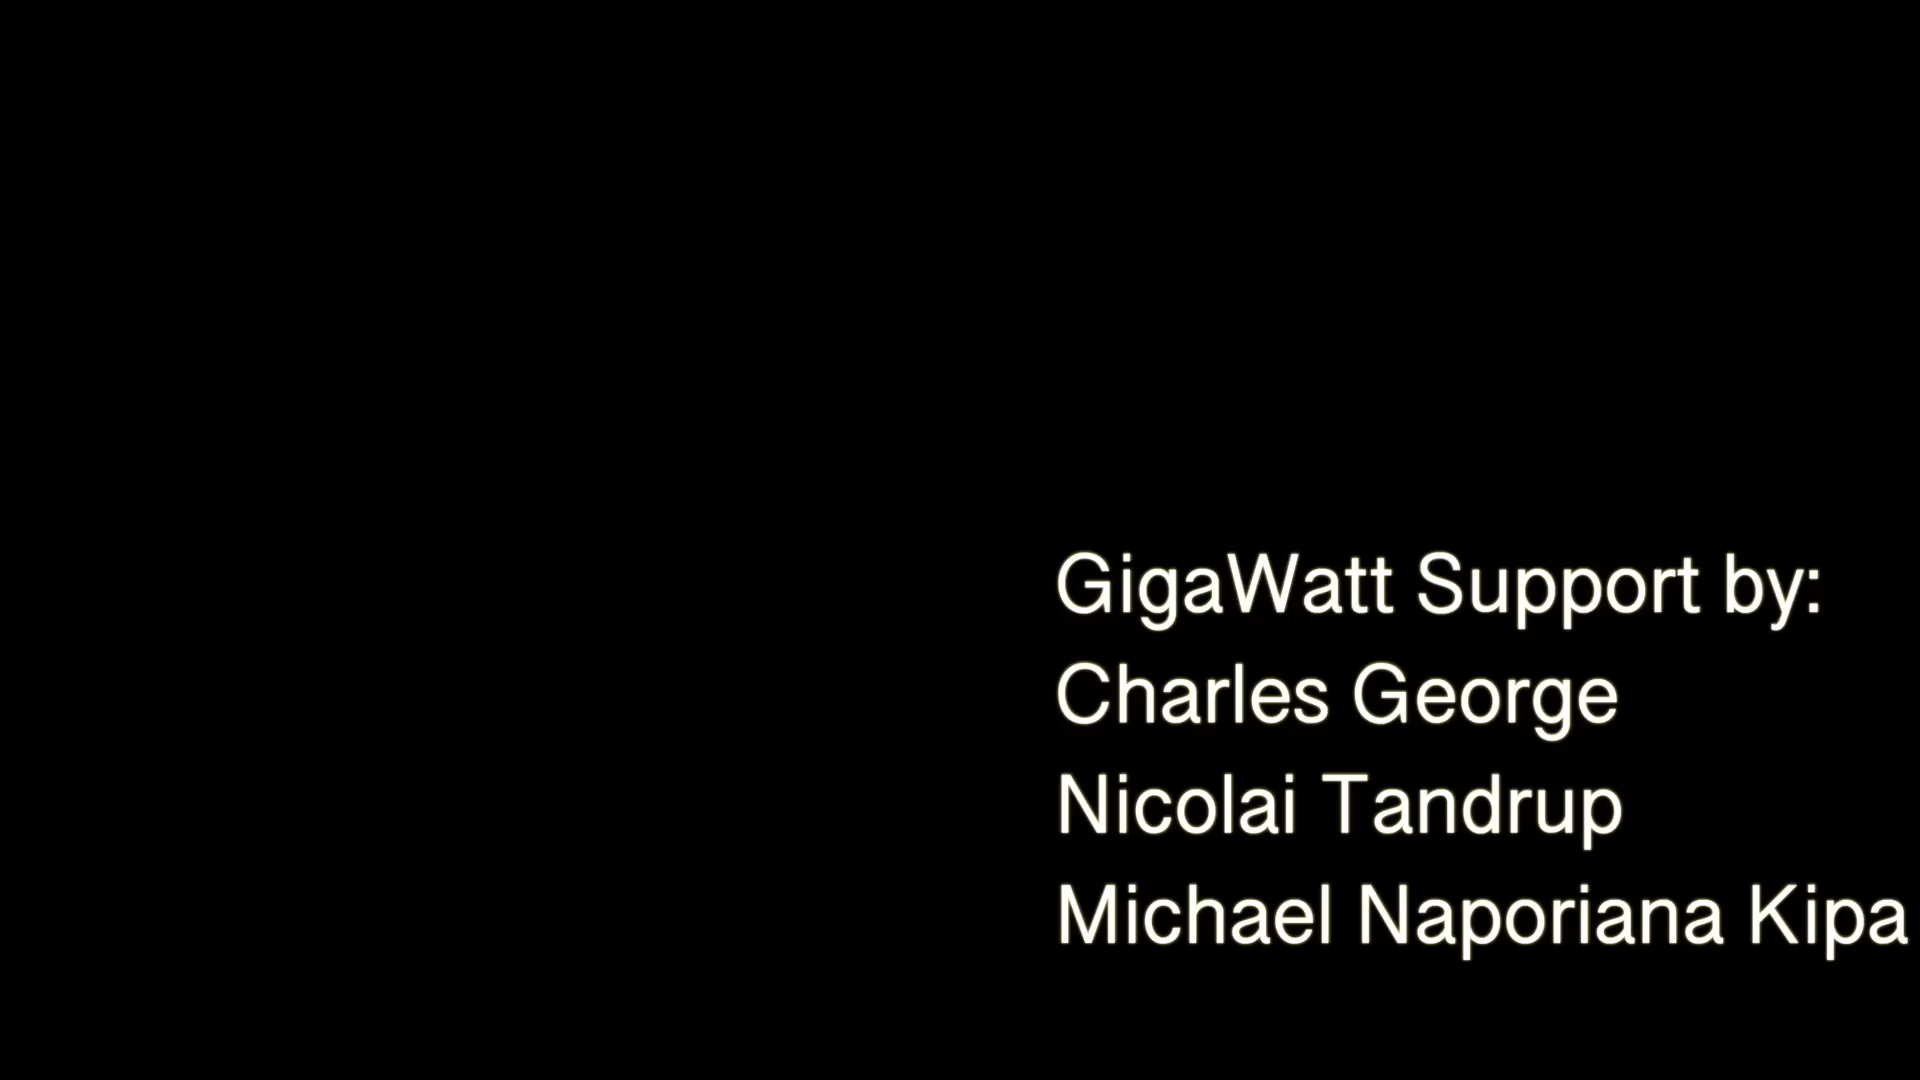 GigaWatt Support by:
Charles George
Nicolai Tandrup
Michael Naporiana Kipa